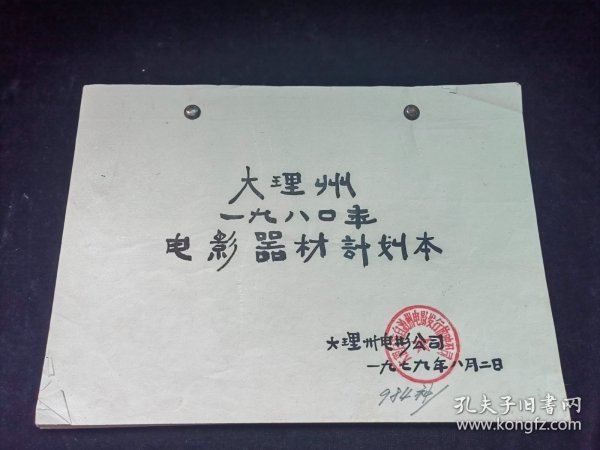 大理州
一九八〇年
电影器材計划本
大理州电影公司
一九七九年八月二日
孔夫子旧书网
www.kongfz.com